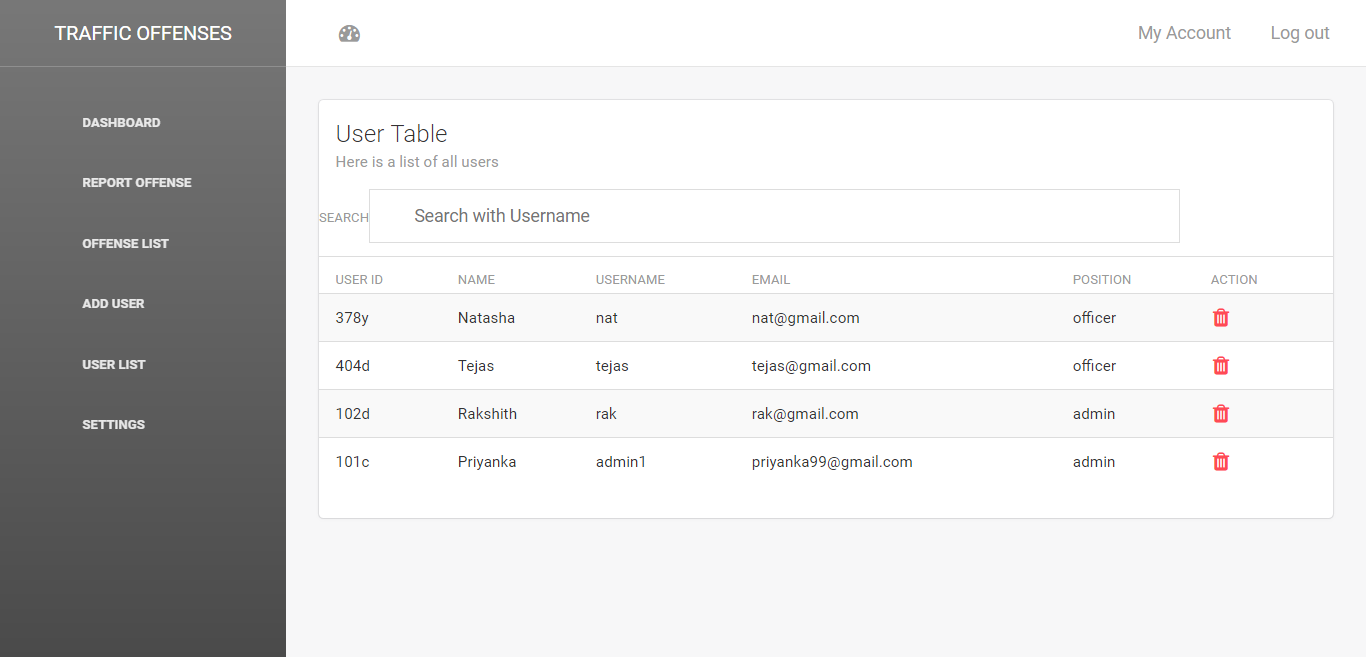 TRAFFIC OFFENSES
My Account Log out
DASHBOARD
REPORT OFFENSE
OFFENSE LIST
ADD USER
USER LIST
SETTINGS
User Table
Here is a list of all users
SEARCH Search with Username
USER ID NAME USERNAME EMAIL POSITION ACTION
378y Natasha nat nat@gmail.com officer
404d Tejas tejas tejas@gmail.com officer
102d Rakshith rak rak@gmail.com admin
101c Priyanka admin1 priyanka99@gmail.com admin